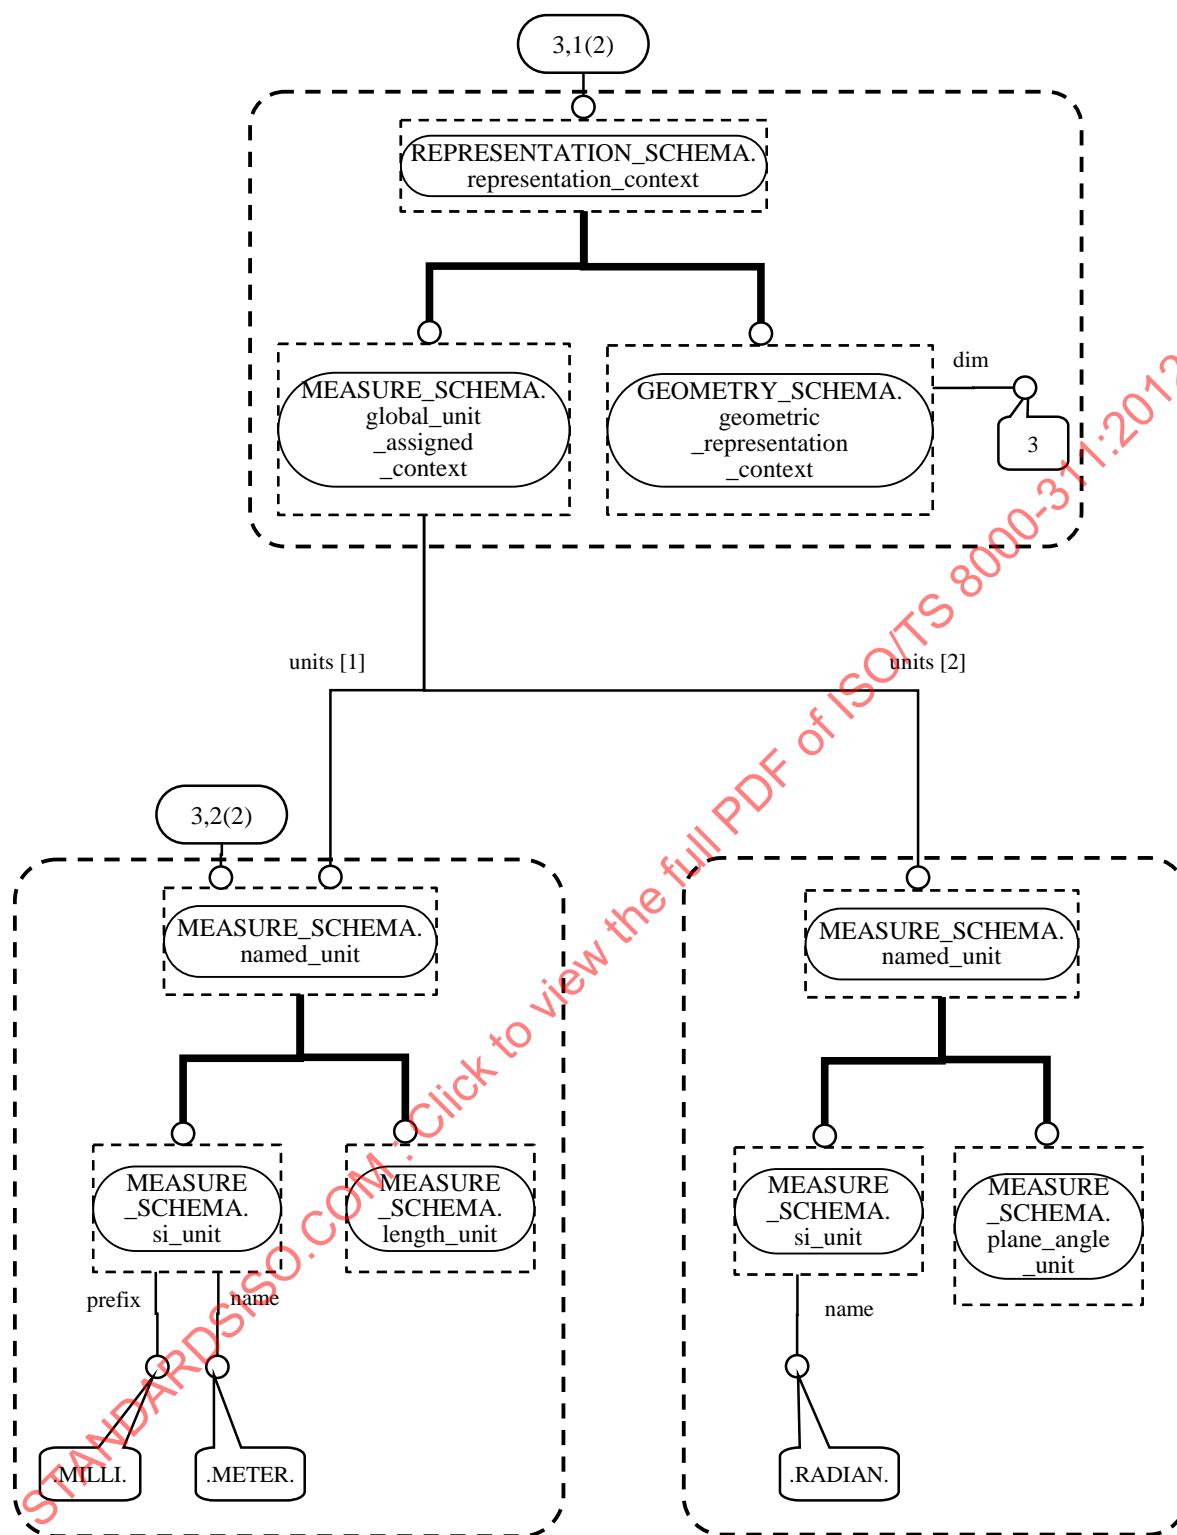 3,1(2)
REPRESENTATION_SCHEMA.
representation_context
MEASURE_SCHEMA.
global_unit
_assigned
_context
GEOMETRY_SCHEMA.
geometric
_representation
_context
dim
3
units [1]
units [2]
3,2(2)
MEASURE_SCHEMA.
named_unit
MEASURE_SCHEMA.
named_unit
MEASURE
_SCHEMA.
si_unit
MEASURE
_SCHEMA.
length_unit
MEASURE
_SCHEMA.
si_unit
MEASURE
_SCHEMA.
plane_angle
_unit
prefix
name
name
.MILLI.
.METER.
.RADIAN.
STANDARDSISO.COM : Click to view the full PDF of ISO/TS 8000-311:2012